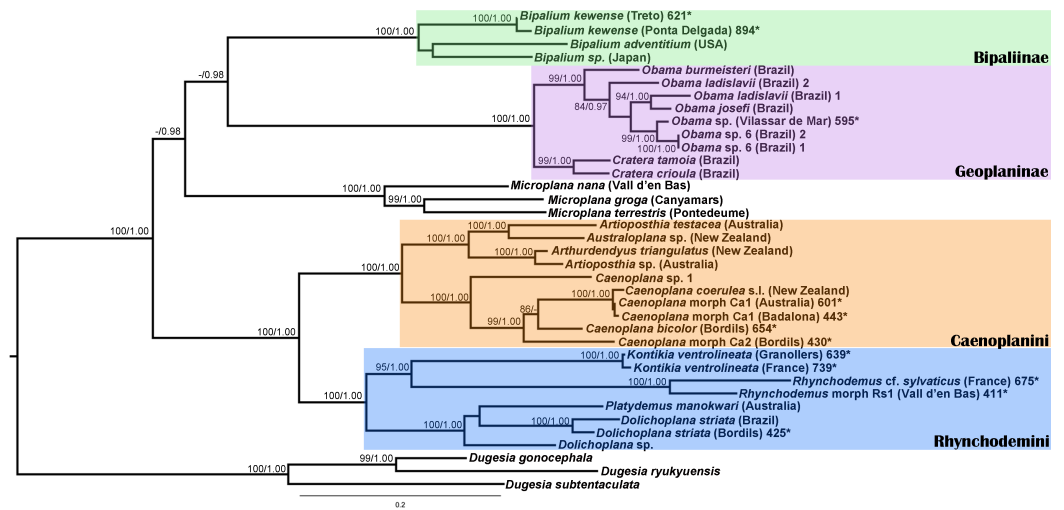 Bipalium kewense (Treto) 621*
100/1.00
Bipalium kewense (Ponta Delgada) 894*
100/1.00
Bipalium adventitium (USA)
Bipalium sp. (Japan)
Bipaliinae
-/0.98
Obama burmeisteri (Brazil)
99/1.00
Obama ladislavii (Brazil) 2
94/1.00
Obama ladislavii (Brazil) 1
84/0.97
Obama josefi (Brazil)
100/1.00
Obama sp. (Vilassar de Mar) 595*
99/1.00
Obama sp. 6 (Brazil) 2
100/1.00
Obama sp. 6 (Brazil) 1
-/0.98
99/1.00
Cratera tamoia (Brazil)
Cratera crioula (Brazil)
Geoplaninae
100/1.00
Microplana nana (Vall d'en Bas)
99/1.00
Microplana groga (Canyamars)
Microplana terrestris (Pontedeume)
100/1.00
100/1.00
Artioposthia testacea (Australia)
100/1.00
Australoplana sp. (New Zealand)
100/1.00
Arthurdendyus triangulatus (New Zealand)
Artioposthia sp. (Australia)
100/1.00
Caenoplana sp. 1
100/1.00
100/1.00
Caenoplana coerulea s.l. (New Zealand)
Caenoplana morph Ca1 (Australia) 601*
86/-
Caenoplana morph Ca1 (Badalona) 443*
99/1.00
Caenoplana bicolor (Bordils) 654*
Caenoplana morph Ca2 (Bordils) 430*
Caenoplanini
100/1.00
100/1.00
Kontikia ventrolineata (Granollers) 639*
95/1.00
Kontikia ventrolineata (France) 739*
100/1.00
Rhynchodemus cf. sylvaticus (France) 675*
Rhynchodemus morph Rs1 (Vall d'en Bas) 411*
100/1.00
Platydemus manokwari (Australia)
100/1.00
Dolichoplana striata (Brazil)
100/1.00
Dolichoplana striata (Bordils) 425*
Dolichoplana sp.
Rhynchodemini
99/1.00
Dugesia gonocephala
100/1.00
Dugesia ryukyuensis
Dugesia subtentaculata
0.2